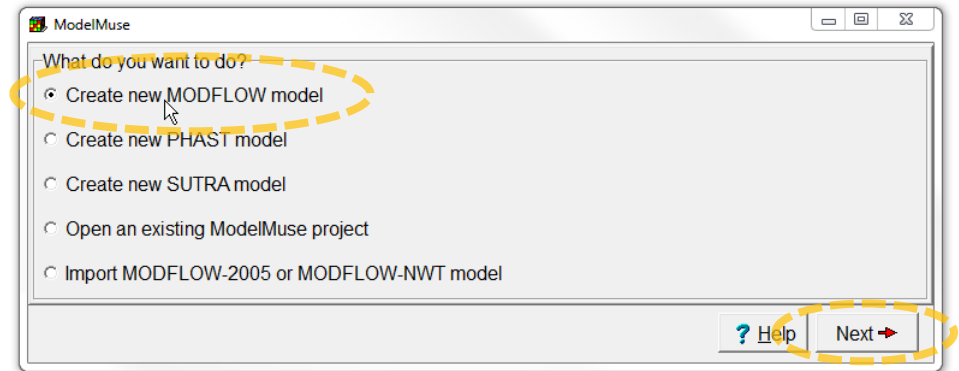 ModelMuse
What do you want to do?
Create new MODFLOW model
Create new PHAST model
Create new SUTRA model
Open an existing ModelMuse project
Import MODFLOW-2005 or MODFLOW-NWT model
? Help Next